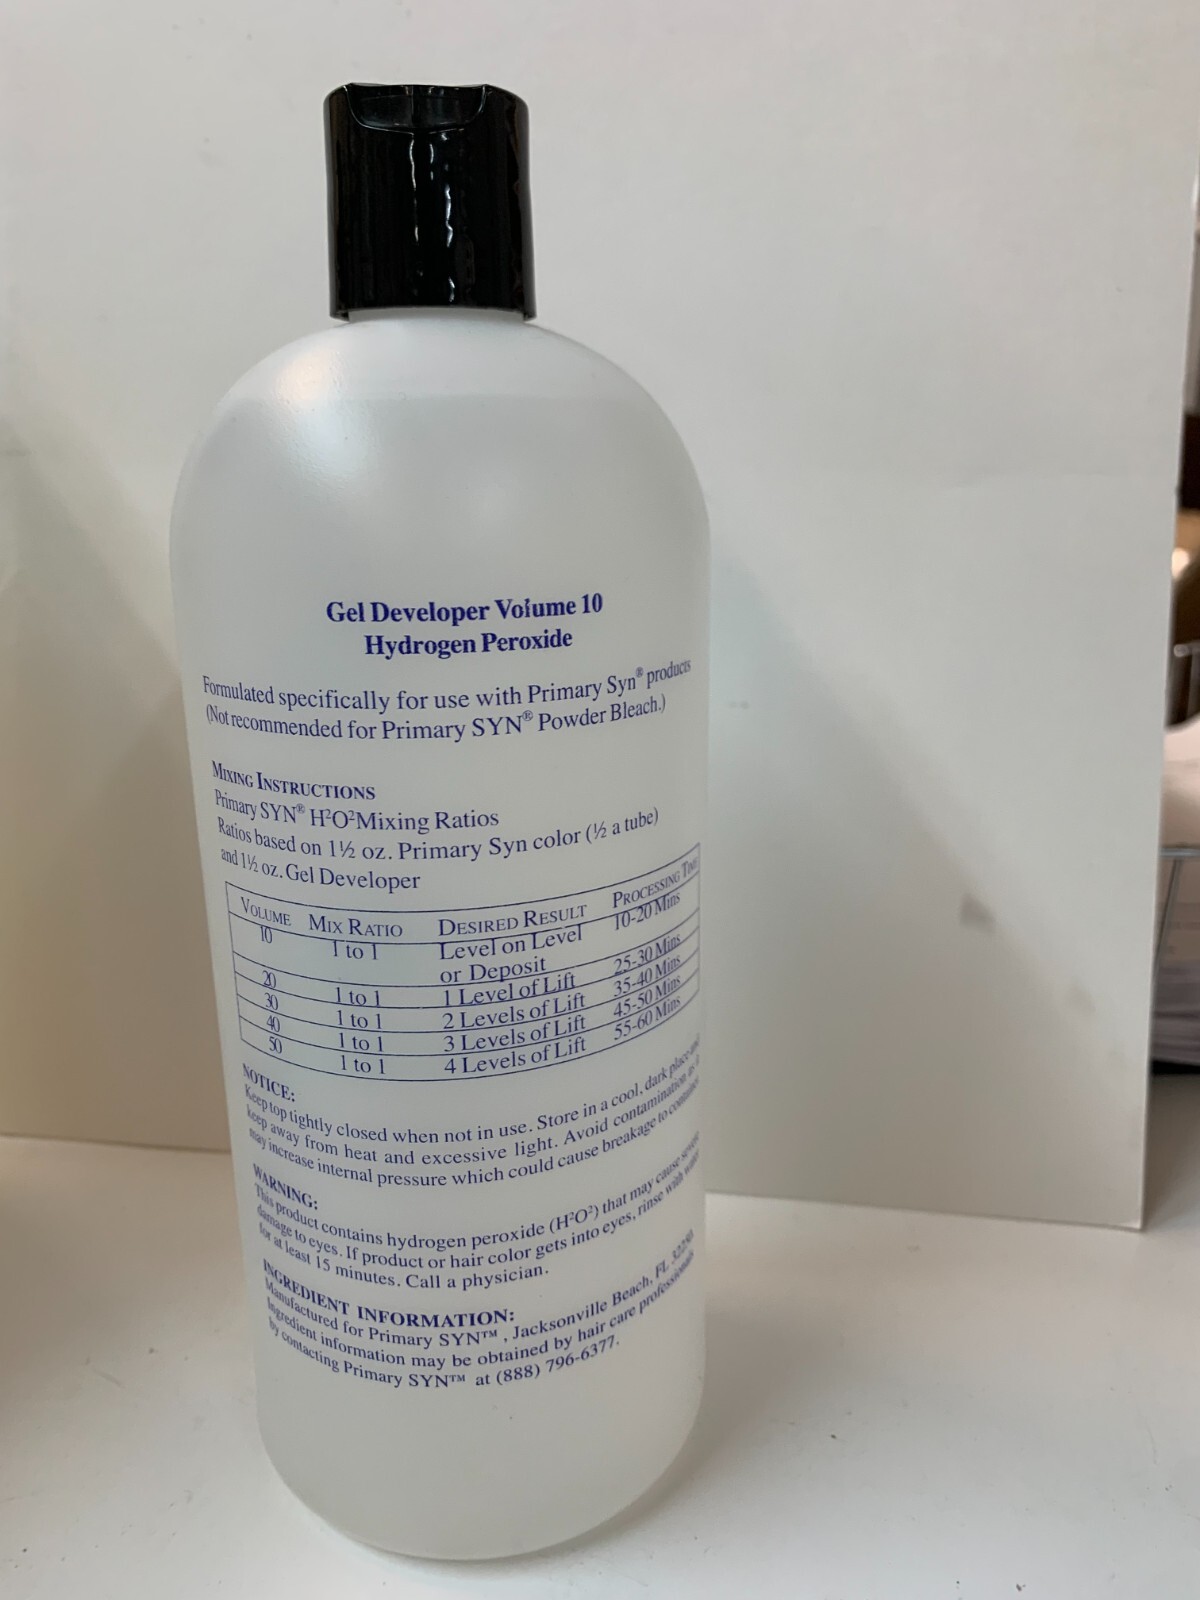 Gel Developer Volume 10
Hydrogen Peroxide
Formulated specifically for use with Primary Syn® products
(Not recommended for Primary SYN® Powder Bleach.)
MIXING INSTRUCTIONS
Primary SYN® H²O² Mixing Ratios
Ratios based on 1½ oz. Primary Syn color (½ a tube)
and 1½ oz. Gel Developer
VOLUME MIX RATIO DESIRED RESULT PROCESSING TIME
10 1 to 1 Level on Level 10-20 Mins
or Deposit
20 1 to 1 1 Level of Lift 25-30 Mins
30 1 to 1 2 Levels of Lift 35-40 Mins
40 1 to 1 3 Levels of Lift 45-50 Mins
50 1 to 1 4 Levels of Lift 55-60 Mins
NOTICE:
Keep top tightly closed when not in use. Store in a cool, dark place and
keep away from heat and excessive light. Avoid contamination as it
may increase internal pressure which could cause breakage to container.
WARNING:
This product contains hydrogen peroxide (H²O²) that may cause severe
damage to eyes. If product or hair color gets into eyes, rinse with water
for at least 15 minutes. Call a physician.
INGREDIENT INFORMATION:
Manufactured for Primary SYN™, Jacksonville Beach, FL 32250.
Ingredient information may be obtained by hair care professionals
by contacting Primary SYN™ at (888) 796-6377.